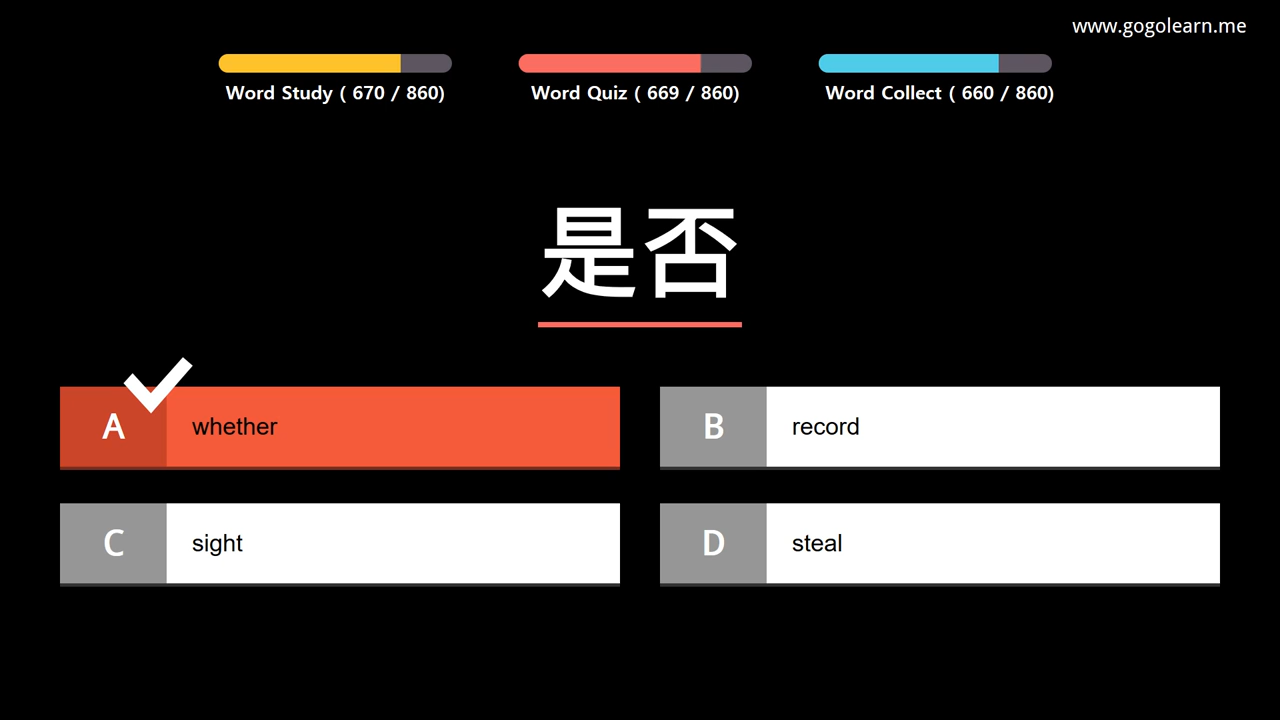 www.gogolearn.me
Word Study ( 670 / 860)
Word Quiz ( 669 / 860)
Word Collect ( 660 / 860)
是否
A whether
B record
C sight
D steal